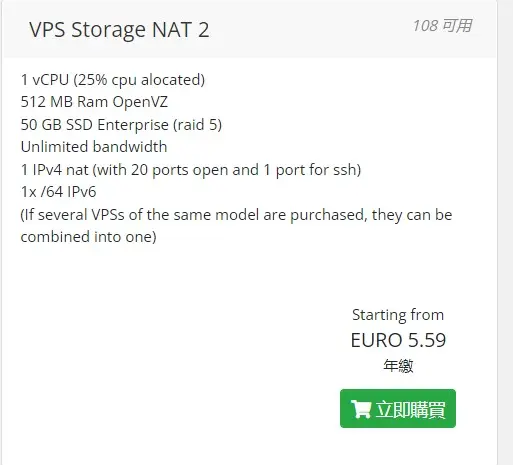 VPS Storage NAT 2
108 可用
1 vCPU (25% cpu alocated)
512 MB Ram OpenVZ
50 GB SSD Enterprise (raid 5)
Unlimited bandwidth
1 IPv4 nat (with 20 ports open and 1 port for ssh)
1x /64 IPv6
(If several VPSs of the same model are purchased, they can be
combined into one)
Starting from
EURO 5.59
年繳
立即購買